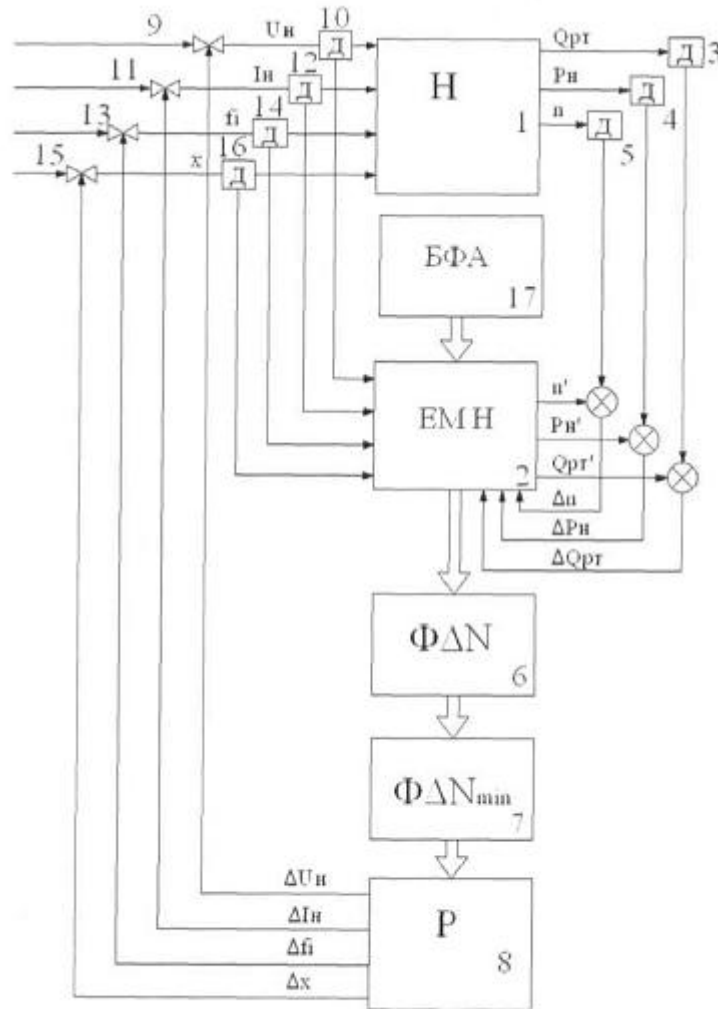 9 Uн 10 Д
11 Iн 12 Д
13 fi 14 Д
15 x 16 Д
Н
1
Qрт Д 3
Рн Д 4
n Д 5
БФА
17
ЕМН
2
n'
Рн'
Qрт'
Δn
ΔРн
ΔQрт
ΦΔN
6
ΦΔNmin
7
ΔUн
ΔIн
Δfi
Δx
Р
8